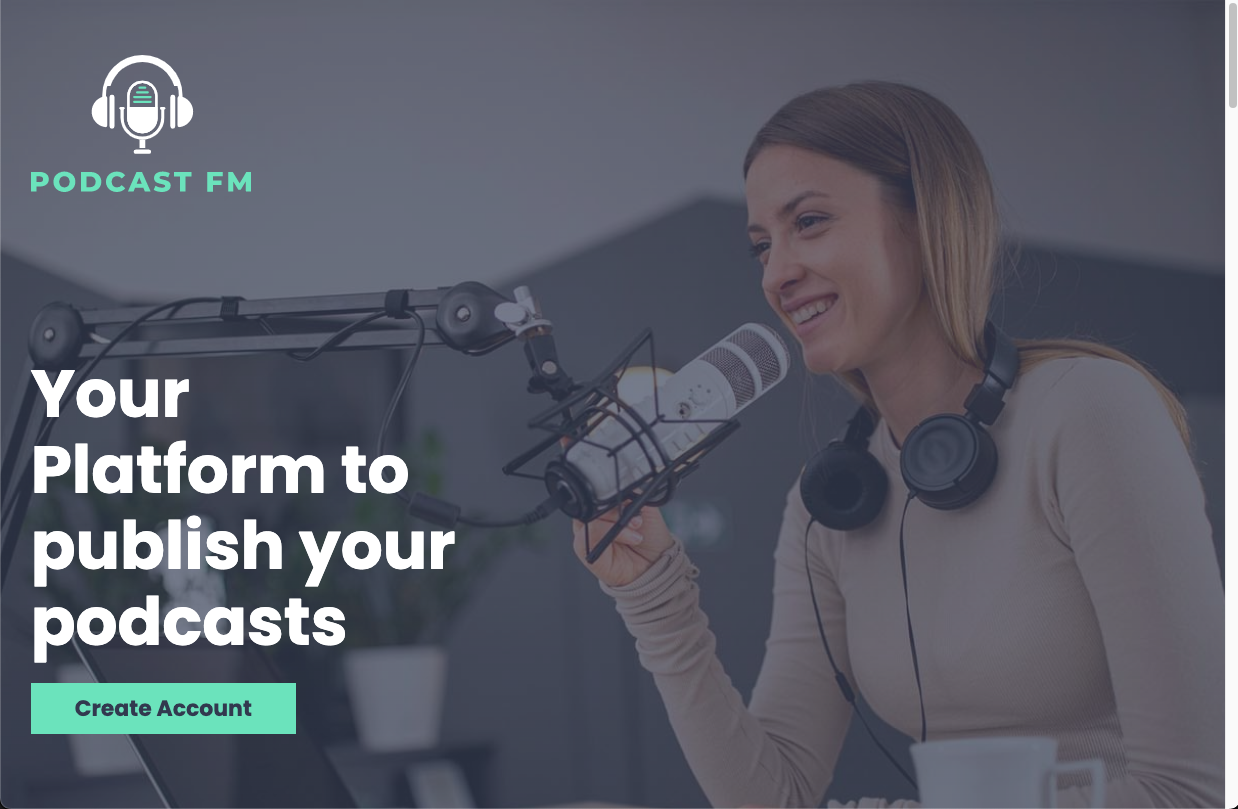 PODCAST FM
Your
Platform to
publish your
podcasts
Create Account